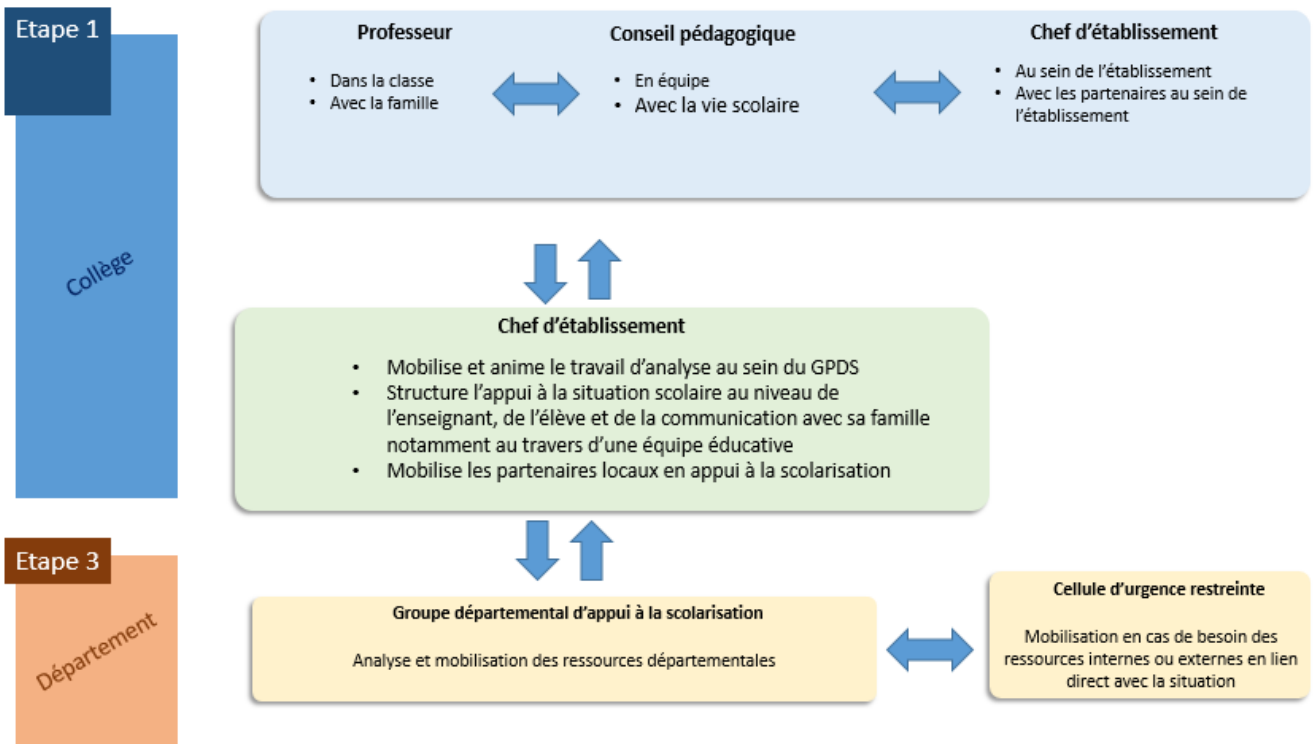 Etape 1
Collège
Professeur
• Dans la classe
• Avec la famille
Conseil pédagogique
• En équipe
• Avec la vie scolaire
Chef d’établissement
• Au sein de l’établissement
• Avec les partenaires au sein de
l’établissement
Chef d’établissement
• Mobilise et anime le travail d’analyse au sein du GPDS
• Structure l’appui à la situation scolaire au niveau de
l’enseignant, de l’élève et de la communication avec sa famille
notamment au travers d’une équipe éducative
• Mobilise les partenaires locaux en appui à la scolarisation
Etape 3
Département
Groupe départemental d’appui à la scolarisation
Analyse et mobilisation des ressources départementales
Cellule d’urgence restreinte
Mobilisation en cas de besoin des
ressources internes ou externes en lien
direct avec la situation